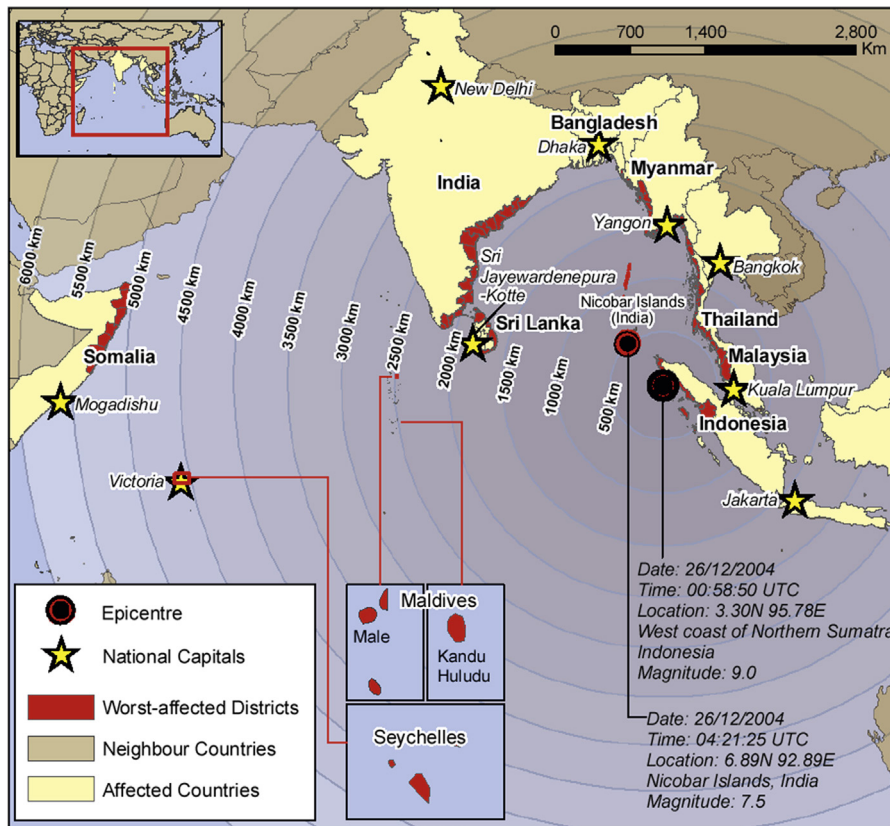 0 700 1,400 2,800
Km
New Delhi
Bangladesh
Dhaka
Myanmar
India
Yangon
Sri
Jayewardenepura
-Kotte
Bangkok
Nicobar Islands
(India)
Thailand
Sri Lanka
Malaysia
Kuala Lumpur
Indonesia
Jakarta
6000 km
5500 km
5000 km
4500 km
4000 km
3500 km
3000 km
2500 km
2000 km
1500 km
1000 km
500 km
Somalia
Mogadishu
Victoria
Date: 26/12/2004
Time: 00:58:50 UTC
Location: 3.30N 95.78E
West coast of Northern Sumatra
Indonesia
Magnitude: 9.0
Date: 26/12/2004
Time: 04:21:25 UTC
Location: 6.89N 92.89E
Nicobar Islands, India
Magnitude: 7.5
Maldives
Male
Kandu
Huludu
Seychelles
Epicentre
National Capitals
Worst-affected Districts
Neighbour Countries
Affected Countries